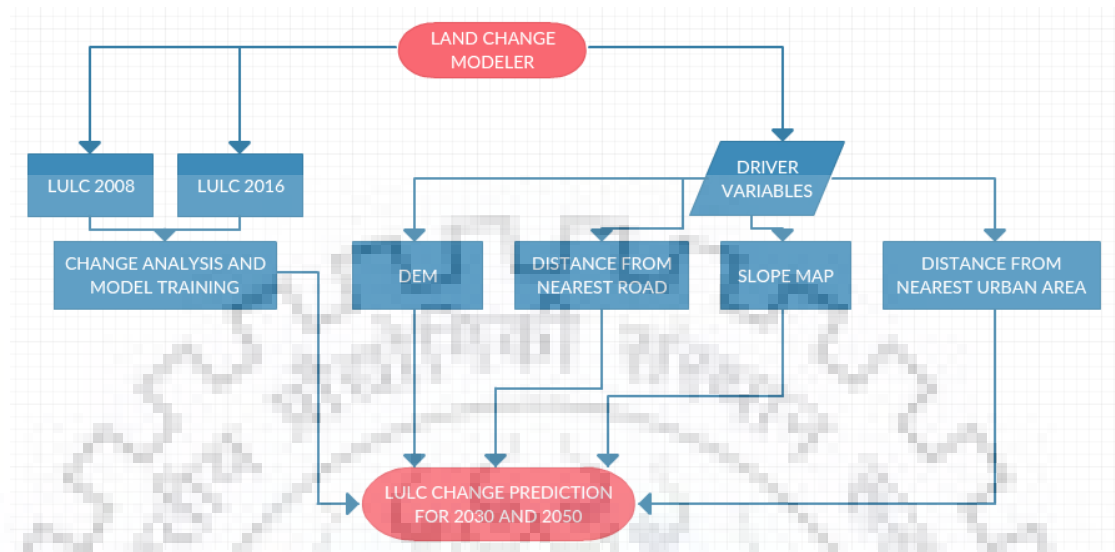 LAND CHANGE
MODELER
LULC 2008
LULC 2016
DRIVER
VARIABLES
CHANGE ANALYSIS AND
MODEL TRAINING
DEM
DISTANCE FROM
NEAREST ROAD
SLOPE MAP
DISTANCE FROM
NEAREST URBAN AREA
LULC CHANGE PREDICTION
FOR 2030 AND 2050